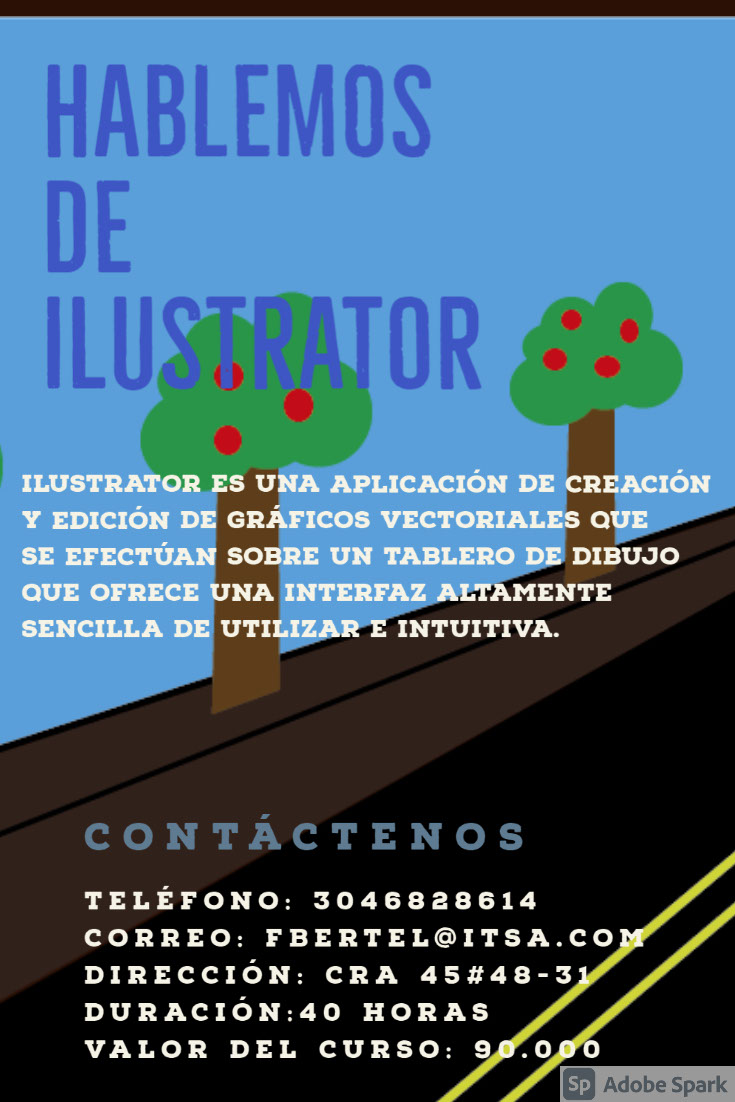 HABLEMOS
DE
ILUSTRATOR
ILUSTRATOR ES UNA APLICACIÓN DE CREACIÓN
Y EDICIÓN DE GRÁFICOS VECTORIALES QUE
SE EFECTÚAN SOBRE UN TABLERO DE DIBUJO
QUE OFRECE UNA INTERFAZ ALTAMENTE
SENCILLA DE UTILIZAR E INTUITIVA.
CONTÁCTENOS
TELÉFONO: 3046828614
CORREO: FBERTEL@ITSA.COM
DIRECCIÓN: CRA 45#48-31
DURACIÓN:40 HORAS
VALOR DEL CURSO: 90.000
Sp Adobe Spark